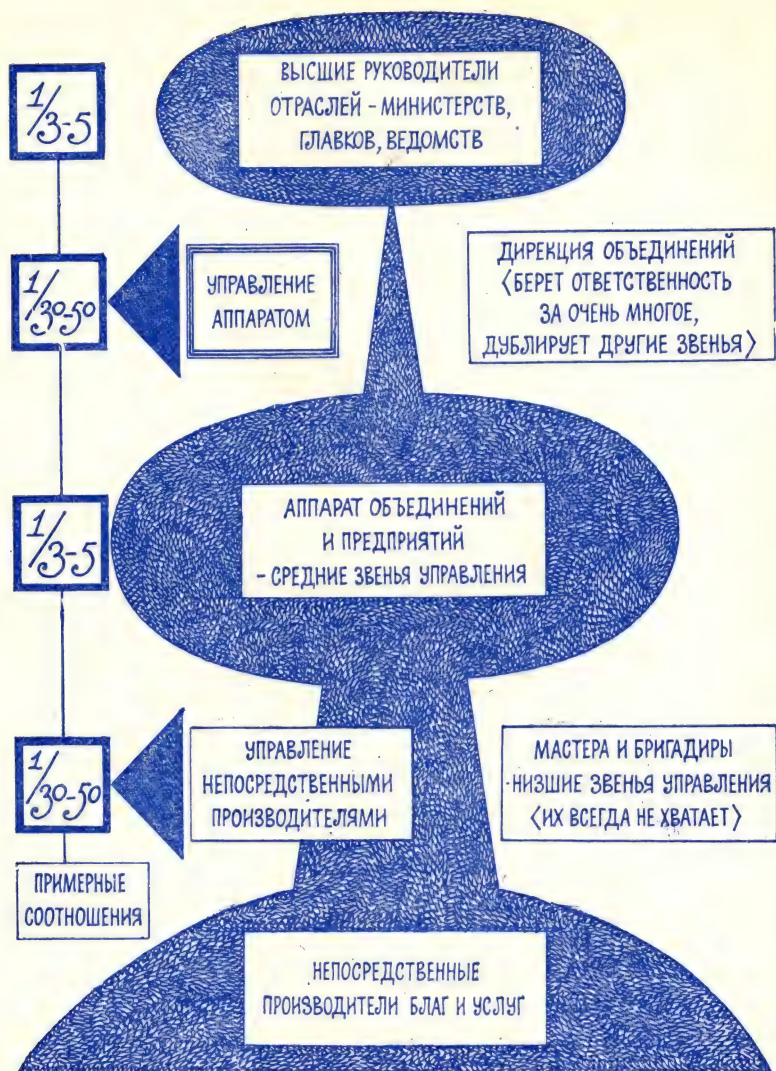 ВЫСШИЕ РУКОВОДИТЕЛИ
ОТРАСЛЕЙ - МИНИСТЕРСТВ,
ГЛАВКОВ, ВЕДОМСТВ
1/3-5
1/30-50
УПРАВЛЕНИЕ
АППАРАТОМ
ДИРЕКЦИЯ ОБЪЕДИНЕНИЙ
<БЕРЕТ ОТВЕТСТВЕННОСТЬ
ЗА ОЧЕНЬ МНОГОЕ,
ДУБЛИРУЕТ ДРУГИЕ ЗВЕНЬЯ>
1/3-5
АППАРАТ ОБЪЕДИНЕНИЙ
И ПРЕДПРИЯТИЙ
- СРЕДНИЕ ЗВЕНЬЯ УПРАВЛЕНИЯ
1/30-50
УПРАВЛЕНИЕ
НЕПОСРЕДСТВЕННЫМИ
ПРОИЗВОДИТЕЛЯМИ
МАСТЕРА И БРИГАДИРЫ
-НИЗШИЕ ЗВЕНЬЯ УПРАВЛЕНИЯ
<ИХ ВСЕГДА НЕ ХВАТАЕТ>
ПРИМЕРНЫЕ
СООТНОШЕНИЯ
НЕПОСРЕДСТВЕННЫЕ
ПРОИЗВОДИТЕЛИ БЛАГ И УСЛУГ